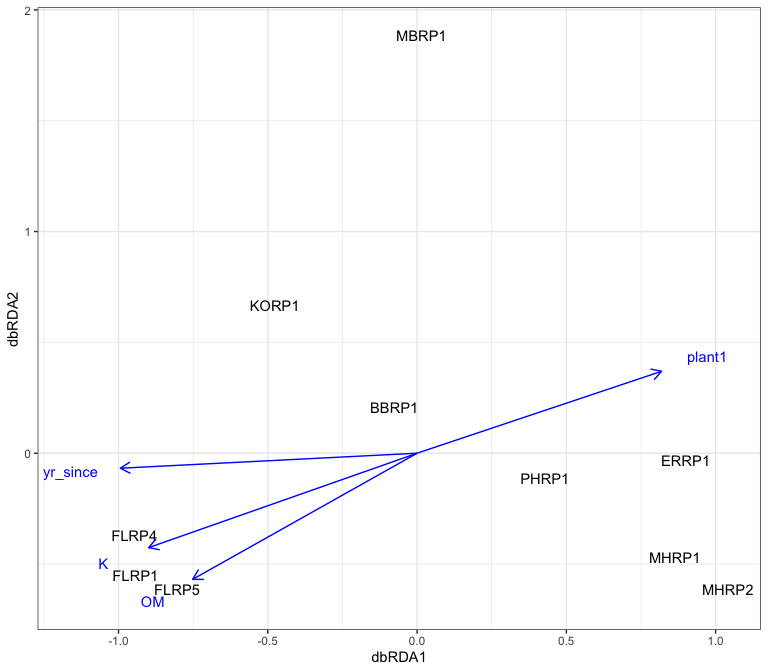 2
MBRP1
1
KORP1
plant1
BBRP1
0
ERRP1
yr_since
PHRP1
FLRP4
MHRP1
K
FLRP1
FLRP5
MHRP2
OM
-1.0
-0.5
0.0
0.5
1.0
dbRDA1
dbRDA2